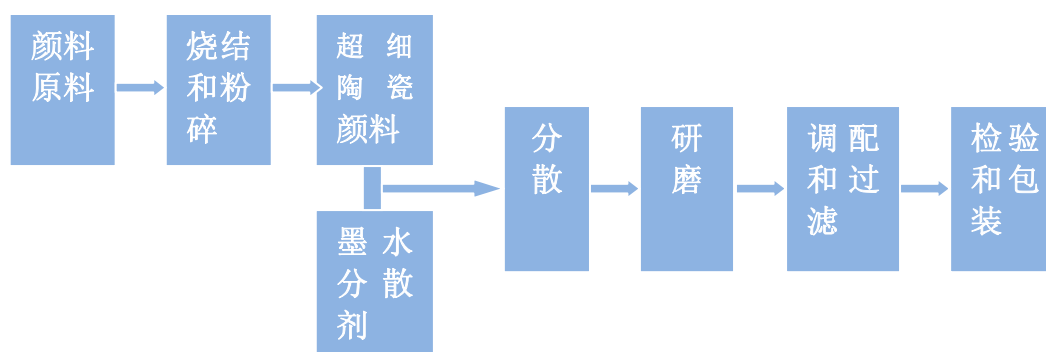 颜料
原料
烧结
和粉
碎
超细
陶瓷
颜料
墨水
分散
剂
分
散
研
磨
调配
和过
滤
检验
和包
装